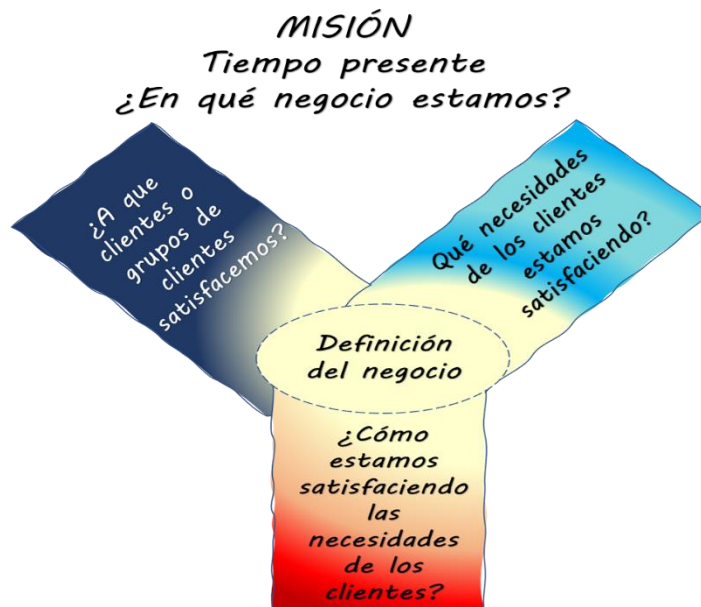 MISIÓN
Tiempo presente
¿En qué negocio estamos?
¿A que
clientes o
grupos de
clientes
satisfacemos?
Qué necesidades
de los clientes
estamos
satisfaciendo?
Definición
del negocio
¿Cómo
estamos
satisfaciendo
las
necesidades
de los
clientes?